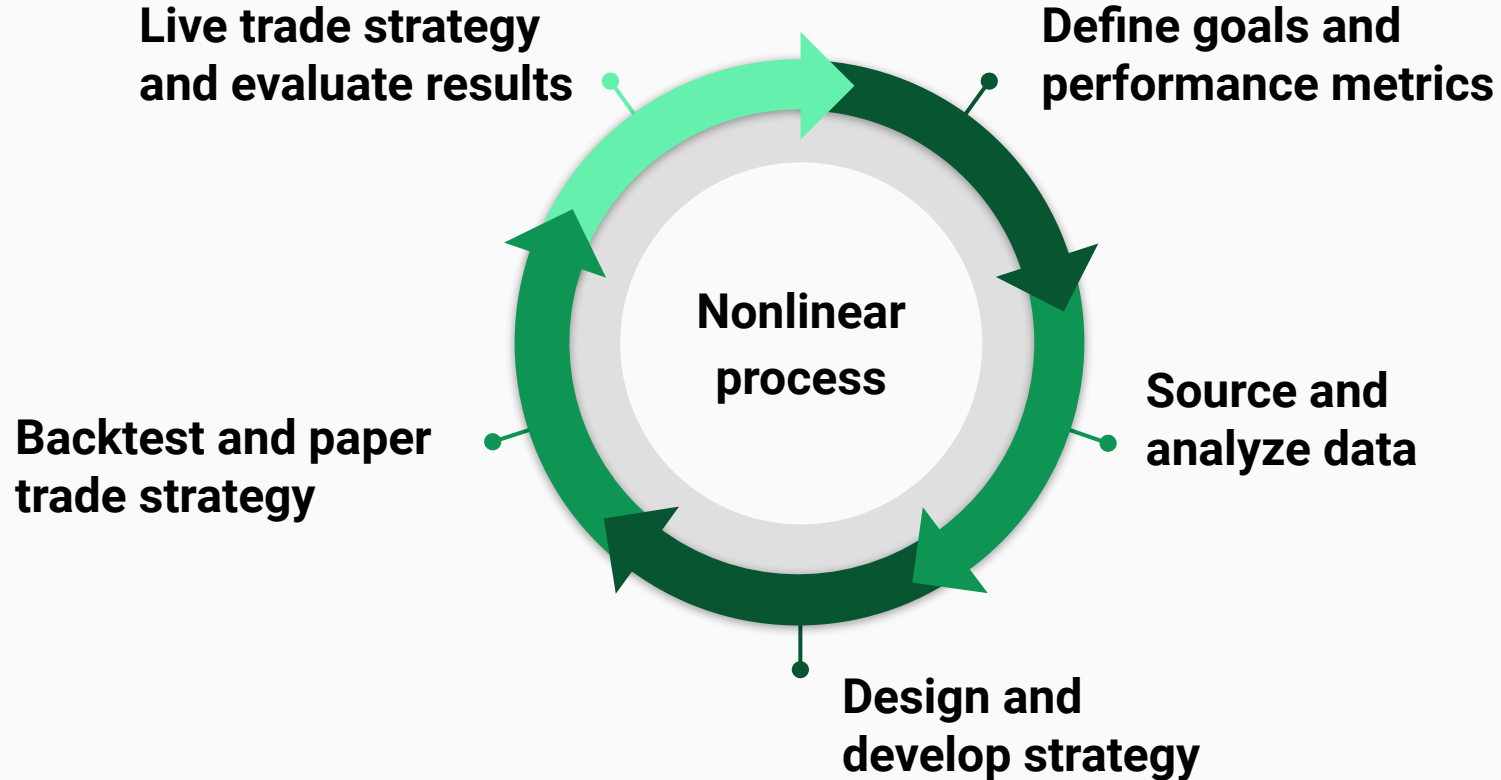 Live trade strategy
and evaluate results
Define goals and
performance metrics
Nonlinear
process
Source and
analyze data
Backtest and paper
trade strategy
Design and
develop strategy